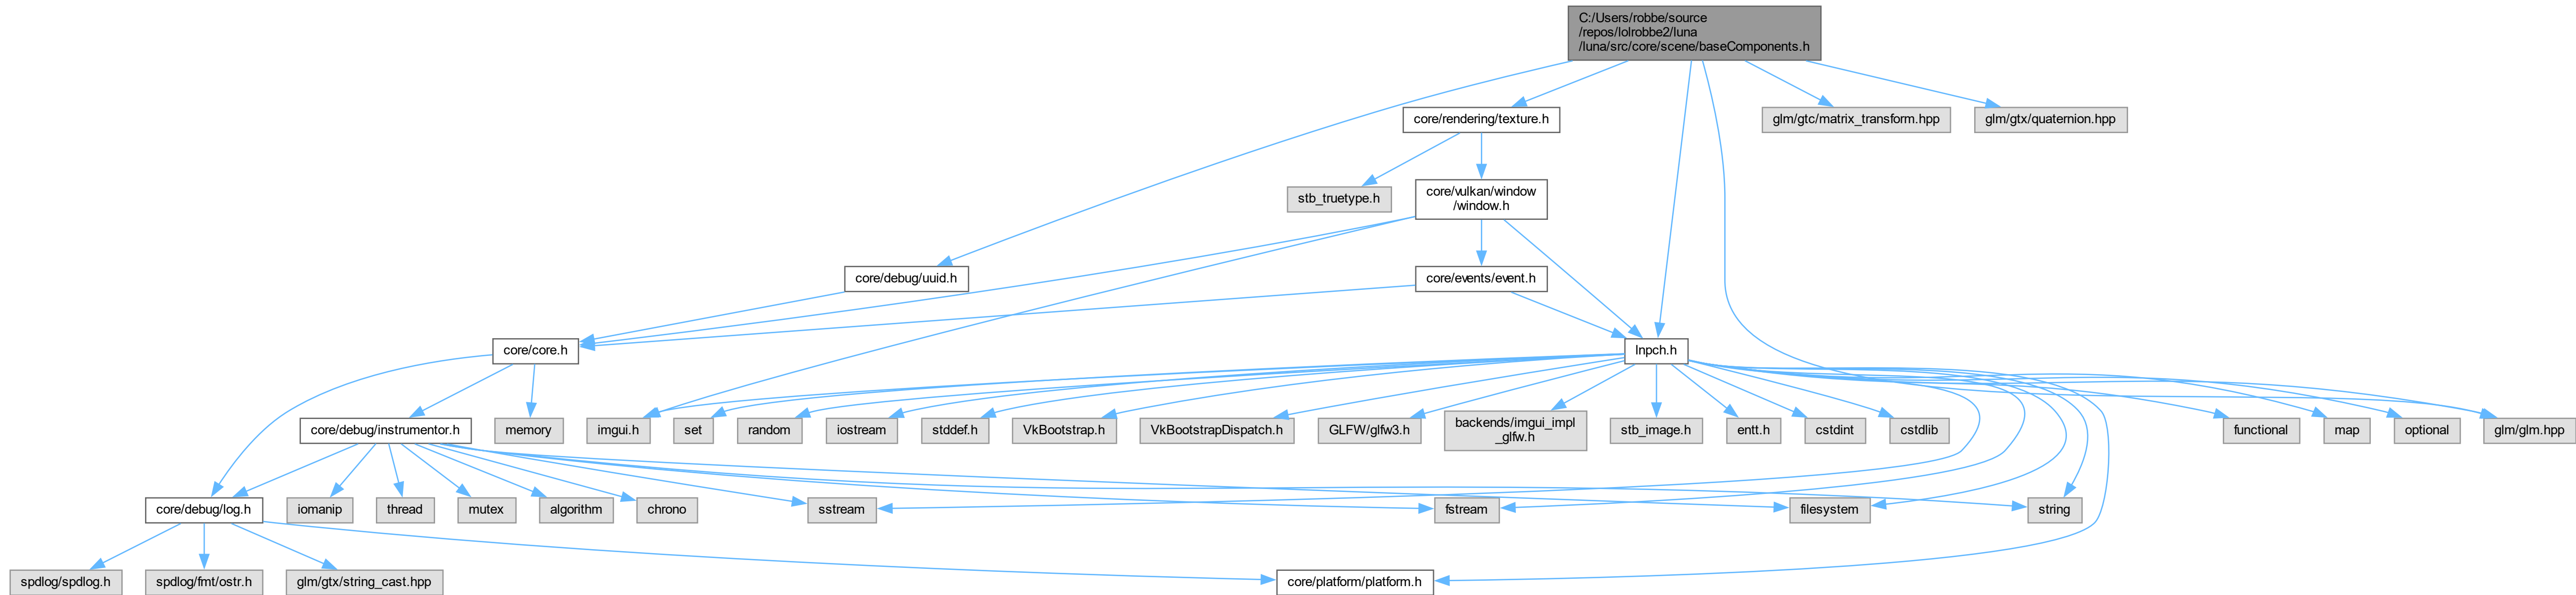 C:/Users/robbe/source
/repos/lolrobbe2/luna
/luna/src/core/scene/baseComponents.h
core/rendering/texture.h
glm/gtc/matrix_transform.hpp
glm/gtx/quaternion.hpp
stb_truetype.h
core/vulkan/window
/window.h
core/debug/uuid.h
core/events/event.h
core/core.h
lnpch.h
core/debug/instrumentor.h
memory
imgui.h
set
random
iostream
stddef.h
VkBootstrap.h
VkBootstrapDispatch.h
GLFW/glfw3.h
backends/imgui_impl
_glfw.h
stb_image.h
entt.h
cstdint
cstdlib
functional
map
optional
glm/glm.hpp
core/debug/log.h
iomanip
thread
mutex
algorithm
chrono
sstream
fstream
filesystem
string
spdlog/spdlog.h
spdlog/fmt/ostr.h
glm/gtx/string_cast.hpp
core/platform/platform.h